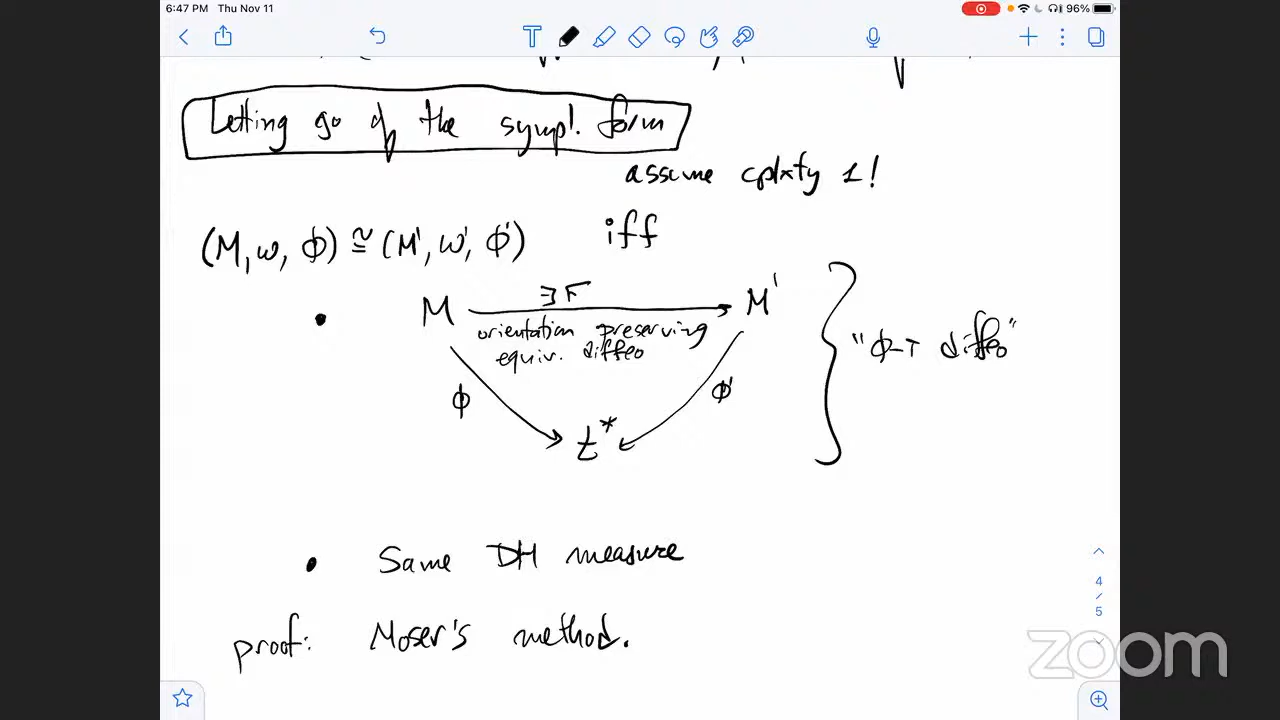 6:47 PM Thu Nov 11
96%
Letting go of the sympl. form
assume cplxty 1!
(M, ω, Φ) ≅ (M', ω', Φ') iff
• M ∃ F M'
orientation preserving
equiv. diffeo
"Φ-T diffeo"
Φ Φ'
t*
• Same DH measure
proof: Moser's method.
4
/
5
zoom